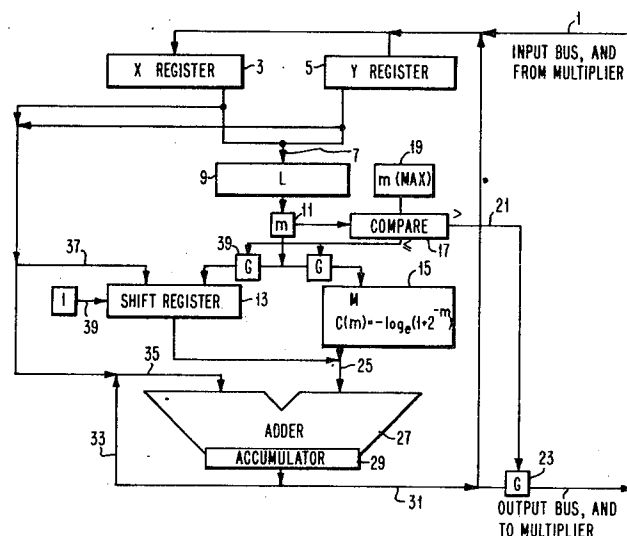 1
INPUT BUS, AND
FROM MULTIPLIER
X REGISTER
3
5
Y REGISTER
7
19
9
L
m (MAX)
m
11
COMPARE
>
21
≤
17
37
39
G
G
15
1
39
SHIFT REGISTER
13
M
C(m)=-logₑ(1+2⁻ᵐ)
35
25
ADDER
27
33
ACCUMULATOR
29
31
G
23
OUTPUT BUS, AND
TO MULTIPLIER